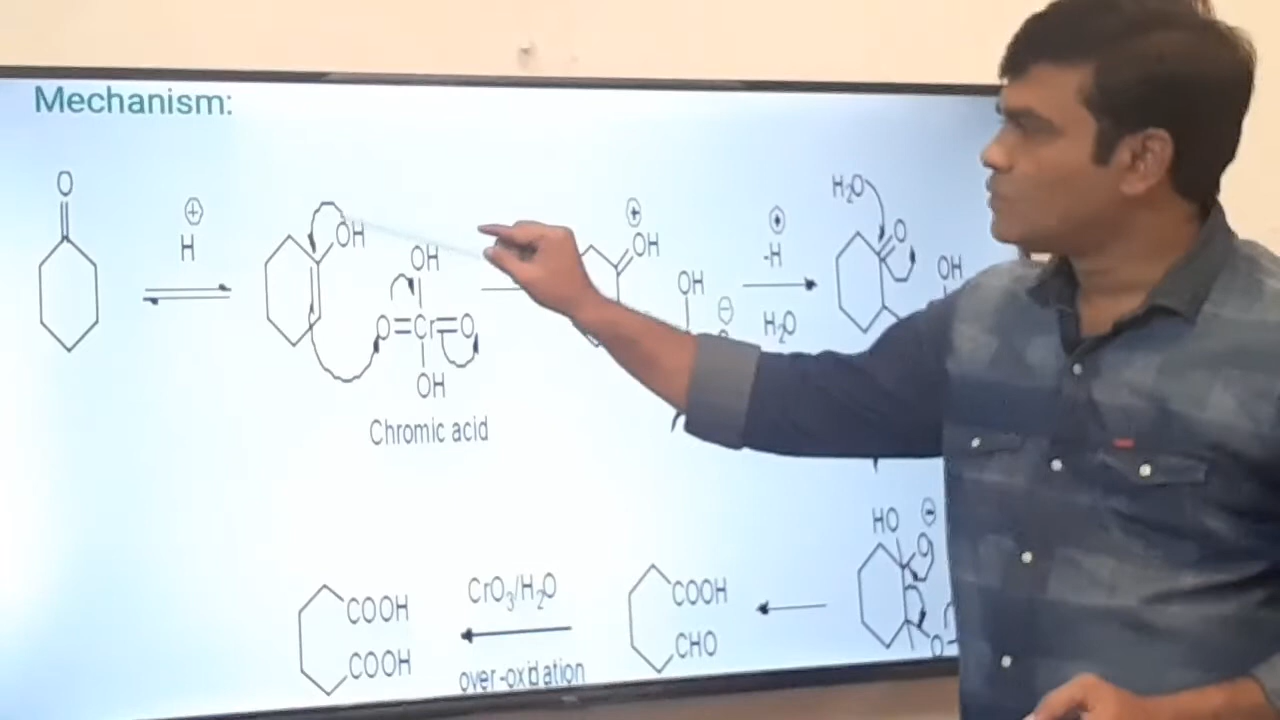 Mechanism:
O
⊕
H
OH
OH
O=Cr=O
OH
Chromic acid
⊕
OH
OH
⊖
⊕
-H
H₂O
H₂O
O
OH
HO
⊖
O
O
COOH
CHO
CrO₃/H₂O
over-oxidation
COOH
COOH